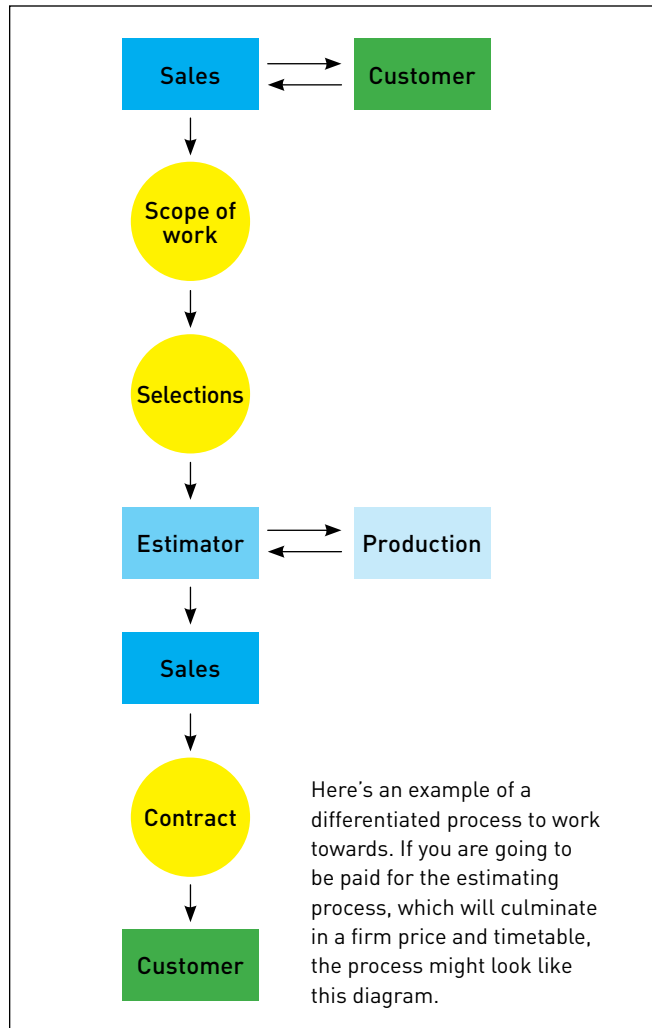 Sales
Customer
Scope of
work
Selections
Estimator
Production
Sales
Contract
Here’s an example of a
differentiated process to work
towards. If you are going to
be paid for the estimating
process, which will culminate
in a firm price and timetable,
the process might look like
this diagram.
Customer